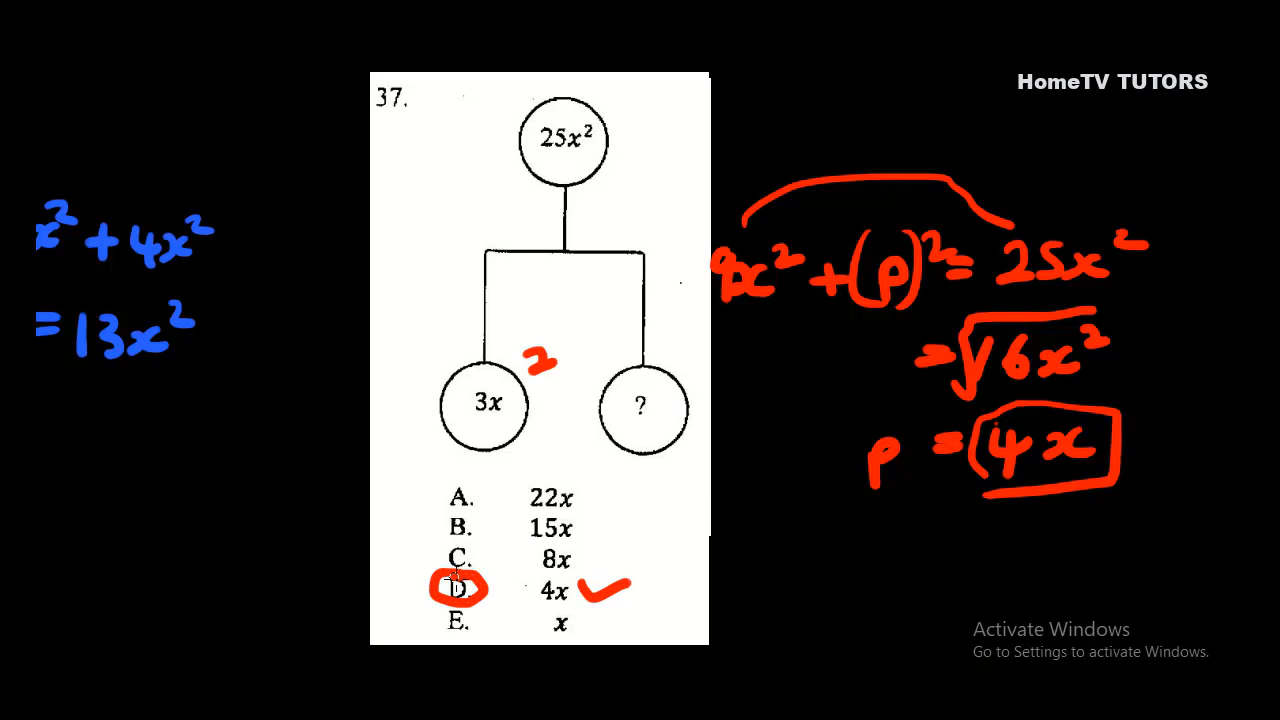 HomeTV TUTORS
37.
25x²
x² + 4x²
= 13x²
9x² + (p)² = 25x²
= √16x²
p = 4x
2
3x
?
A. 22x
B. 15x
C. 8x
D. 4x
E. x
Activate Windows
Go to Settings to activate Windows.